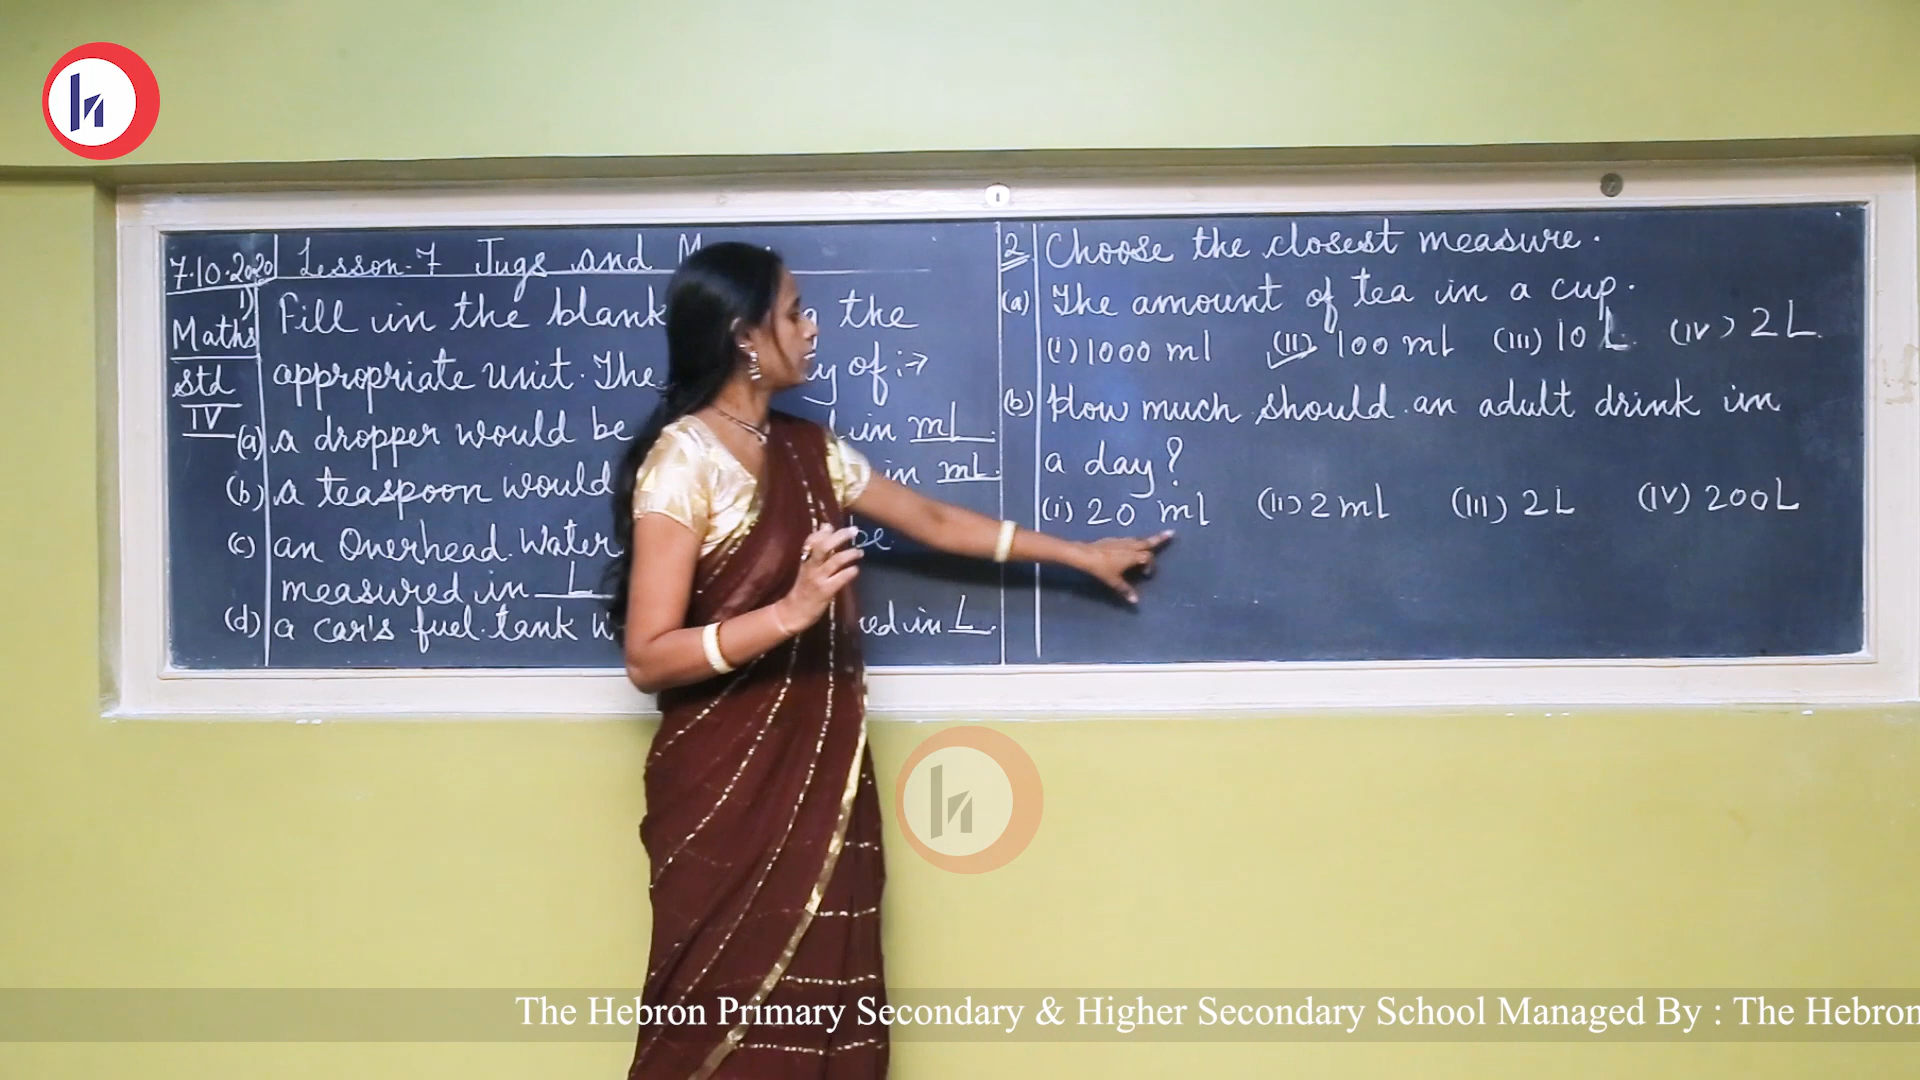 7.10.2020 Lesson-7 Jugs and M
Maths
Std
IV
1) Fill in the blank the
appropriate unit. The y of :→
(a) a dropper would be in mL.
(b) a teaspoon would in mL.
(c) an Overhead Water be
measured in L
(d) a car's fuel tank w red in L.
2. Choose the closest measure.
(a) The amount of tea in a cup.
(i) 1000 ml (ii) 100 ml (iii) 10 L (iv) 2 L
(b) How much should an adult drink in
a day?
(i) 20 ml (ii) 2 ml (iii) 2L (iv) 200L
The Hebron Primary Secondary & Higher Secondary School Managed By : The Hebron